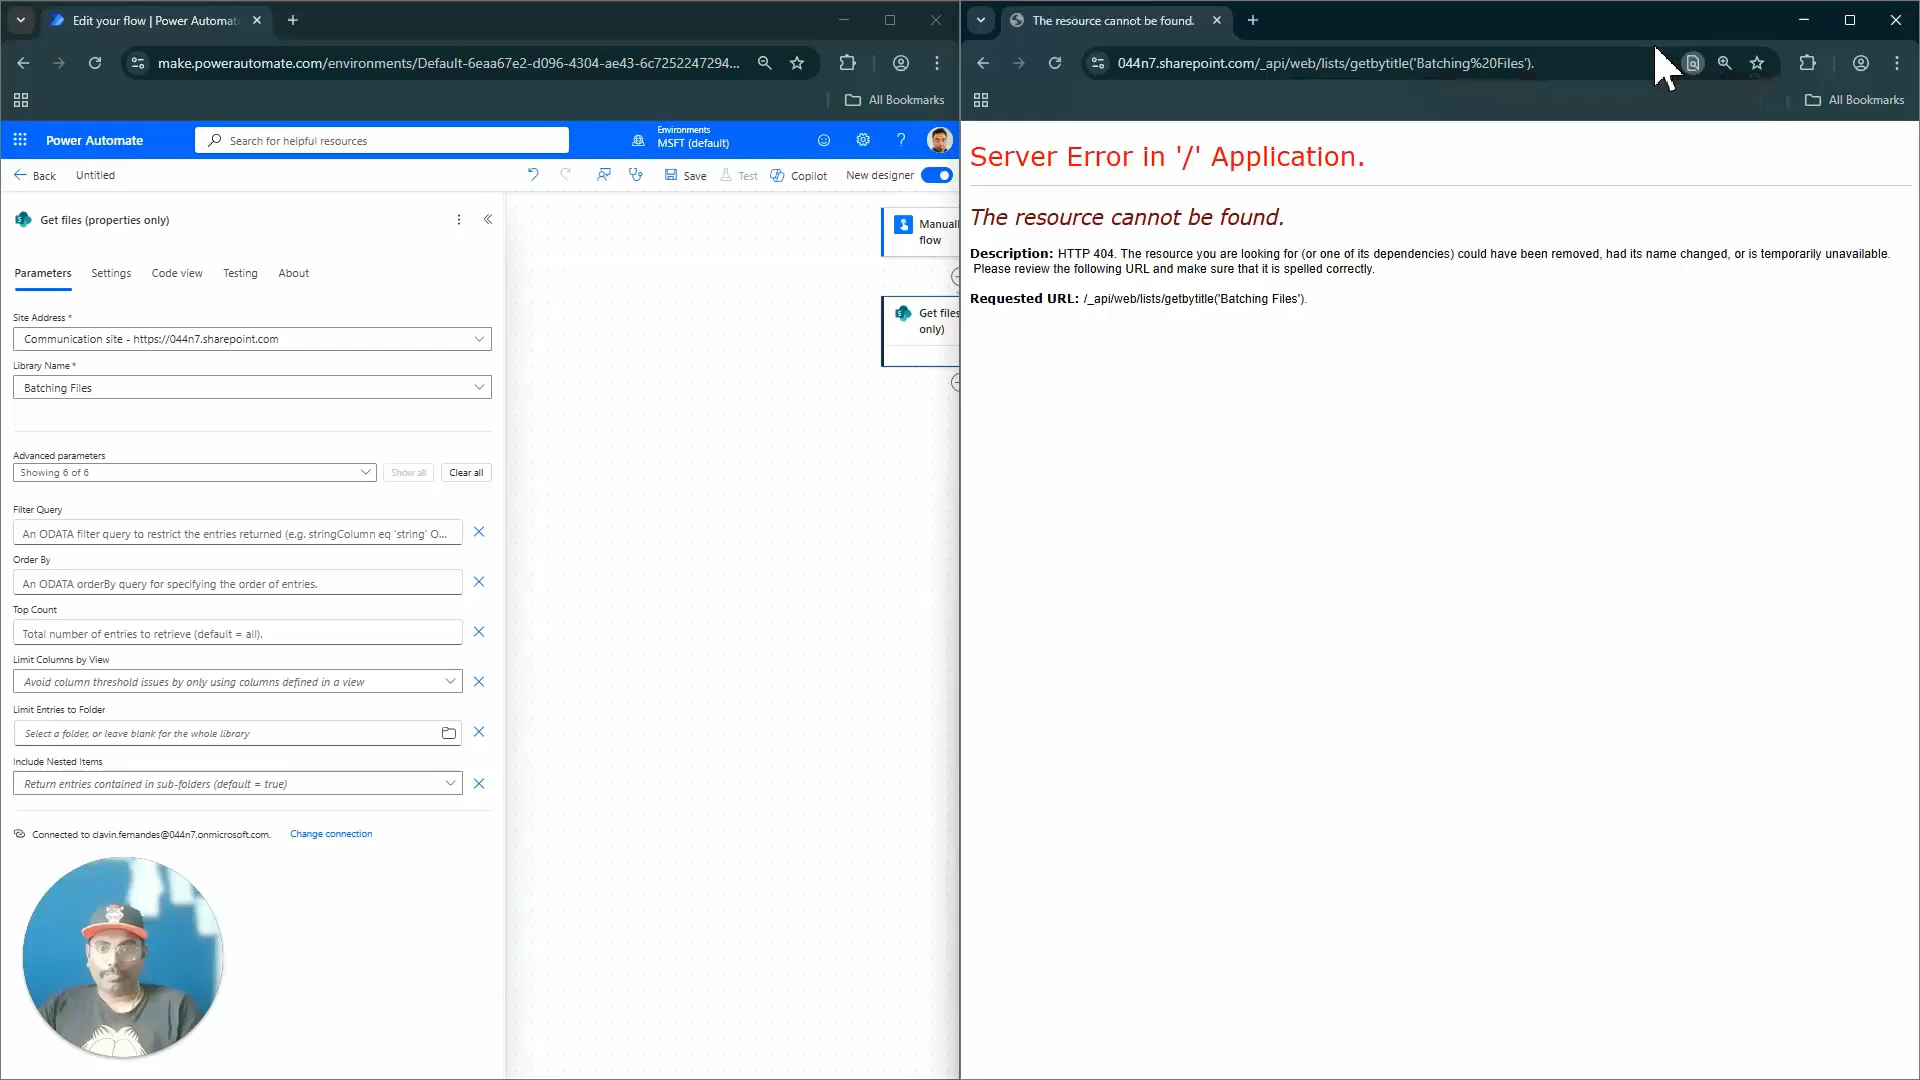 Edit your flow | Power Automat
make.powerautomate.com/environments/Default-6eaa67e2-d096-4304-ae43-6c7252247294...
All Bookmarks
Power Automate
Search for helpful resources
Environments
MSFT (default)
Back
Untitled
Save
Test
Copilot
New designer
Get files (properties only)
Parameters
Settings
Code view
Testing
About
Site Address *
Communication site - https://044n7.sharepoint.com
Library Name *
Batching Files
Advanced parameters
Showing 6 of 6
Show all
Clear all
Filter Query
An ODATA filter query to restrict the entries returned (e.g. stringColumn eq 'string' O...
Order By
An ODATA orderBy query for specifying the order of entries.
Top Count
Total number of entries to retrieve (default = all).
Limit Columns by View
Avoid column threshold issues by only using columns defined in a view
Limit Entries to Folder
Select a folder, or leave blank for the whole library
Include Nested Items
Return entries contained in sub-folders (default = true)
Connected to clavin.fernandes@044n7.onmicrosoft.com.
Change connection
Manuall
flow
Get files
only)
The resource cannot be found.
044n7.sharepoint.com/_api/web/lists/getbytitle('Batching%20Files').
All Bookmarks
Server Error in '/' Application.
The resource cannot be found.
Description: HTTP 404. The resource you are looking for (or one of its dependencies) could have been removed, had its name changed, or is temporarily unavailable.
Please review the following URL and make sure that it is spelled correctly.
Requested URL: /_api/web/lists/getbytitle('Batching Files').